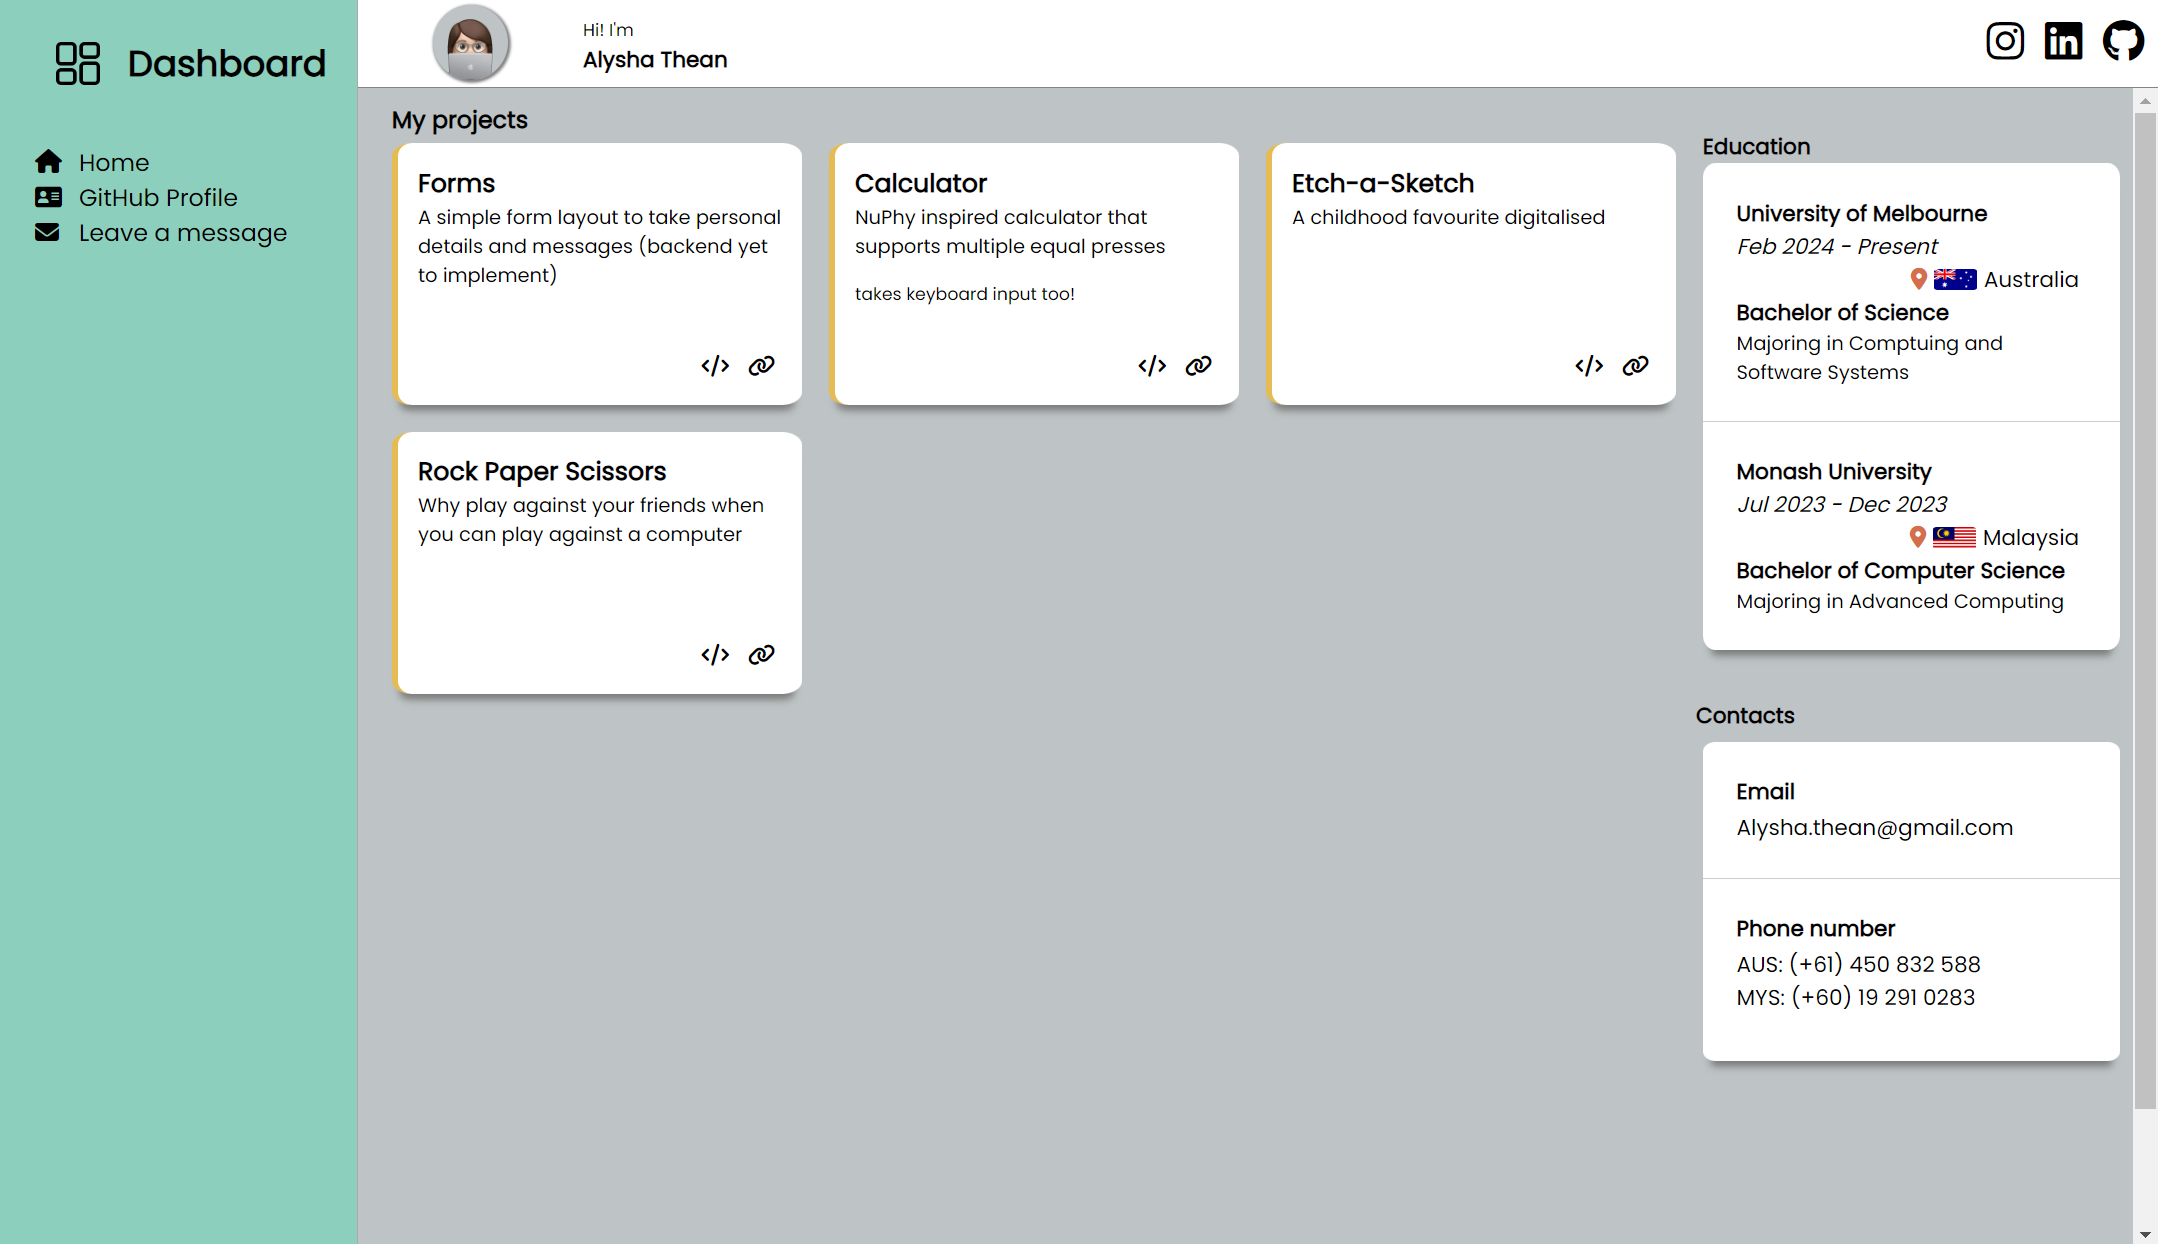 Dashboard
Home
GitHub Profile
Leave a message
Hi! I'm
Alysha Thean
My projects
Forms
A simple form layout to take personal
details and messages (backend yet
to implement)
Calculator
NuPhy inspired calculator that
supports multiple equal presses
takes keyboard input too!
Etch-a-Sketch
A childhood favourite digitalised
Rock Paper Scissors
Why play against your friends when
you can play against a computer
Education
University of Melbourne
Feb 2024 - Present
Australia
Bachelor of Science
Majoring in Comptuing and
Software Systems
Monash University
Jul 2023 - Dec 2023
Malaysia
Bachelor of Computer Science
Majoring in Advanced Computing
Contacts
Email
Alysha.thean@gmail.com
Phone number
AUS: (+61) 450 832 588
MYS: (+60) 19 291 0283